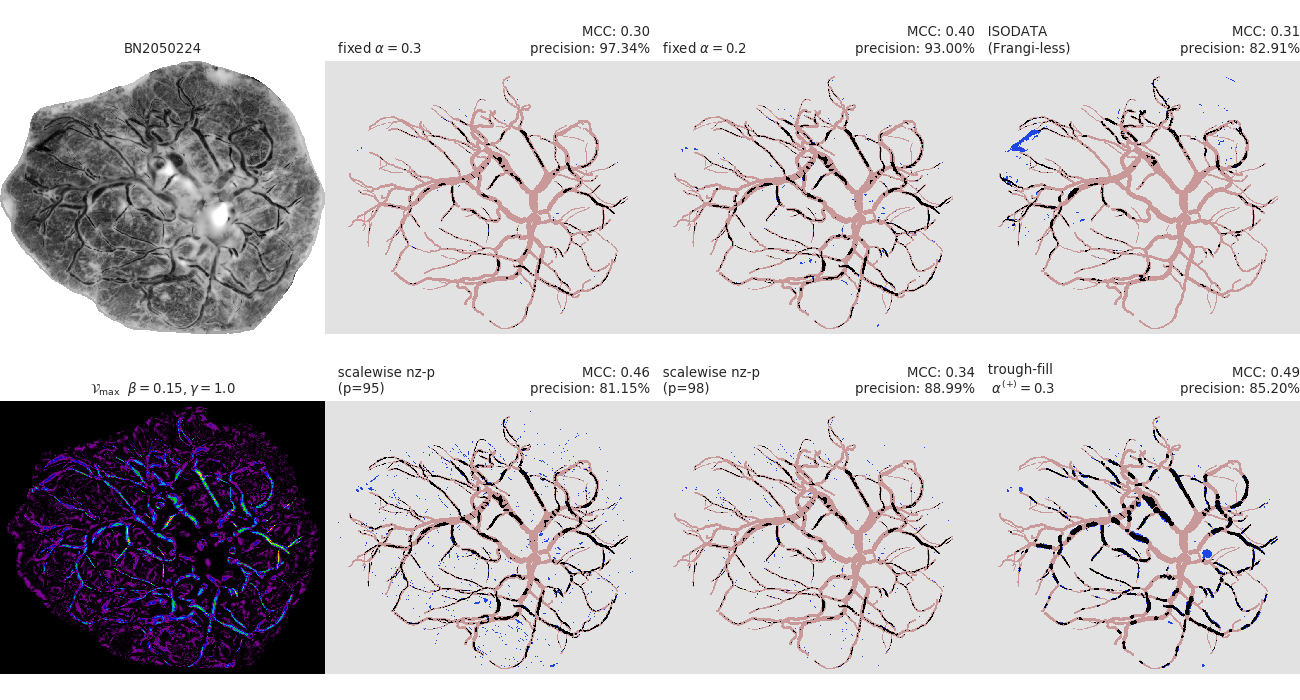 BN2050224
fixed α = 0.3
MCC: 0.30
precision: 97.34%
fixed α = 0.2
MCC: 0.40
precision: 93.00%
ISODATA
(Frangi-less)
MCC: 0.31
precision: 82.91%
𝒱max β = 0.15, γ = 1.0
scalewise nz-p
(p=95)
MCC: 0.46
precision: 81.15%
scalewise nz-p
(p=98)
MCC: 0.34
precision: 88.99%
trough-fill
α(+) = 0.3
MCC: 0.49
precision: 85.20%